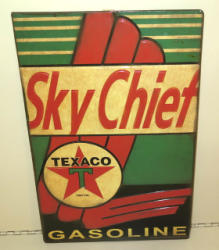 Sky Chief
TEXACO
T
GASOLINE